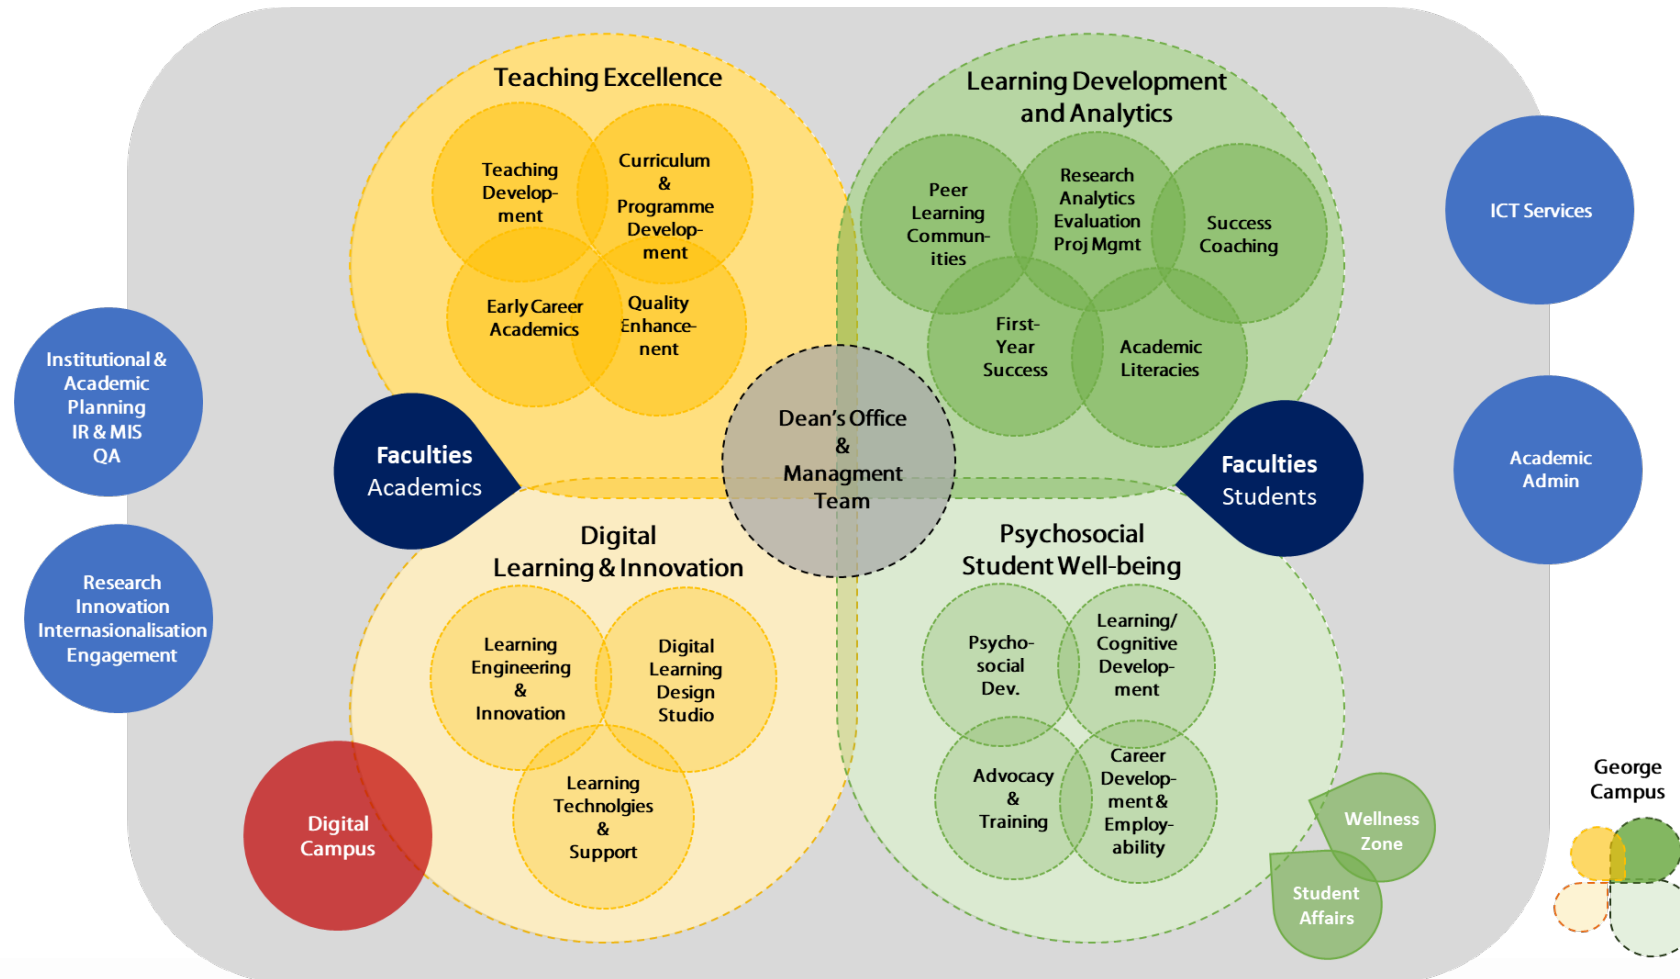 Teaching Excellence
Teaching
Develop-
ment
Curriculum
&
Programme
Develop-
ment
Early Career
Academics
Quality
Enhance-
nent
Learning Development
and Analytics
Peer
Learning
Commun-
ities
Research
Analytics
Evaluation
Proj Mgmt
Success
Coaching
First-
Year
Success
Academic
Literacies
ICT Services
Institutional &
Academic
Planning
IR & MIS
QA
Faculties
Academics
Dean's Office
&
Managment
Team
Faculties
Students
Academic
Admin
Research
Innovation
Internasionalisation
Engagement
Digital
Learning & Innovation
Learning
Engineering
&
Innovation
Digital
Learning
Design
Studio
Learning
Technolgies
&
Support
Psychosocial
Student Well-being
Psycho-
social
Dev.
Learning/
Cognitive
Develop-
ment
Advocacy
&
Training
Career
Develop-
ment &
Employ-
ability
Digital
Campus
Wellness
Zone
Student
Affairs
George
Campus